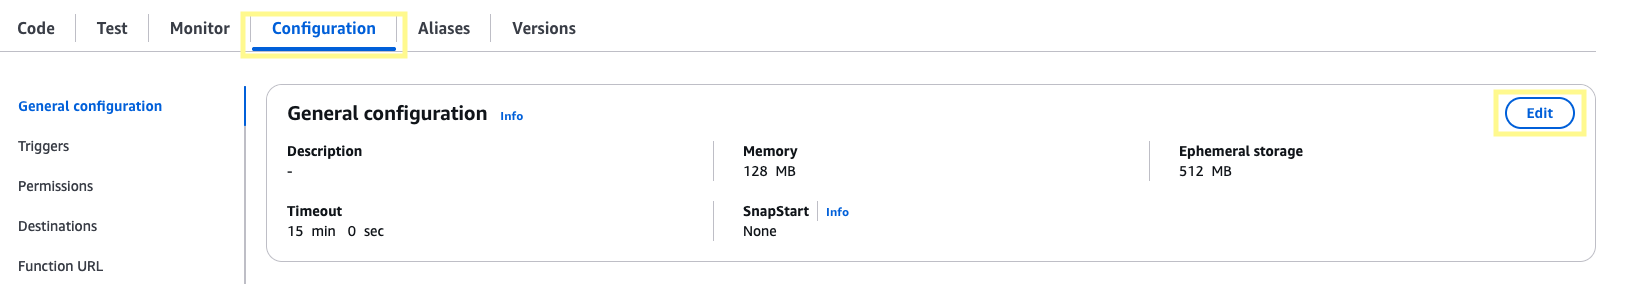 Code Test Monitor Configuration Aliases Versions
General configuration
Triggers
Permissions
Destinations
Function URL
General configuration Info
Edit
Description
-
Memory
128 MB
Ephemeral storage
512 MB
Timeout
15 min 0 sec
SnapStart Info
None